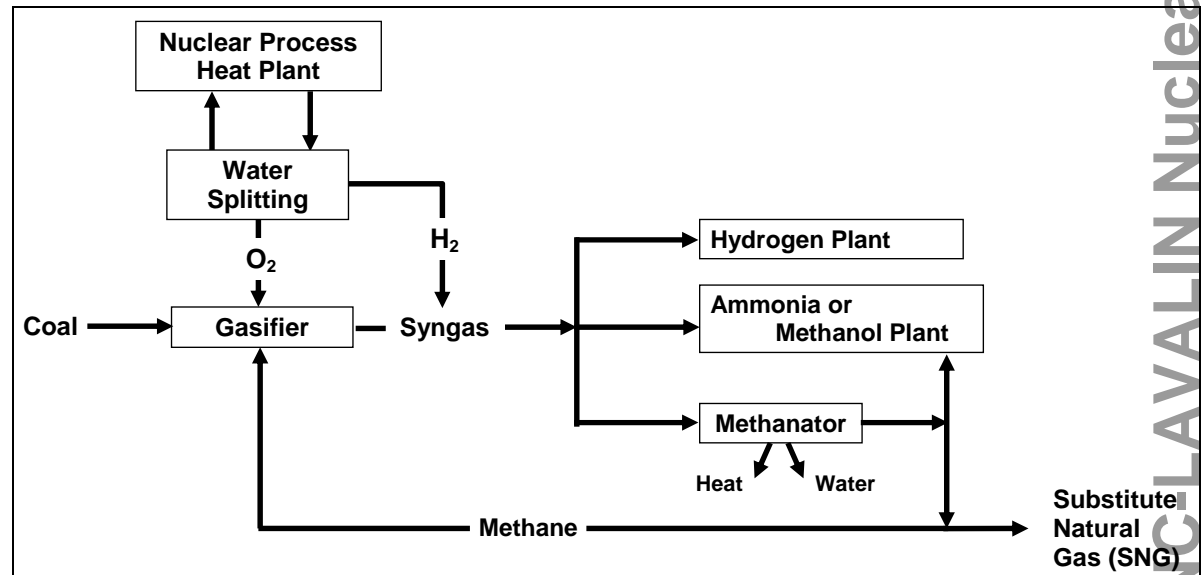 Nuclear Process
Heat Plant
Water
Splitting
H₂
O₂
Hydrogen Plant
Coal
Gasifier
Syngas
Ammonia or
Methanol Plant
Methanator
Heat
Water
Methane
Substitute
Natural
Gas (SNG)
LAVALIN